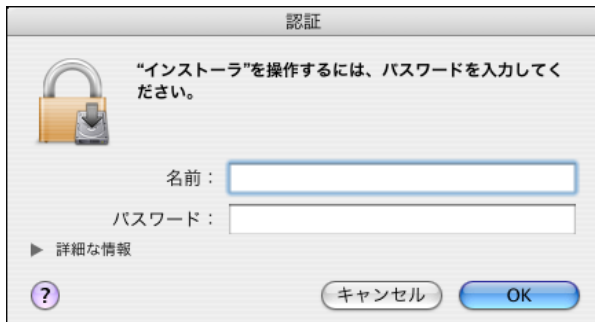 認証
“インストーラ”を操作するには、パスワードを入力してく
ださい。
名前：
パスワード：
▶ 詳細な情報
?
キャンセル
OK